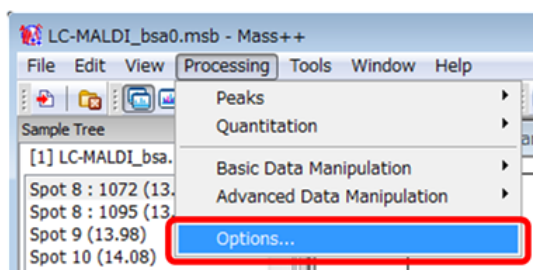 LC-MALDI_bsa0.msb - Mass++
File Edit View Processing Tools Window Help
Peaks
Quantitation
Sample Tree
[1] LC-MALDI_bsa.
Basic Data Manipulation
Spot 8 : 1072 (13.
Advanced Data Manipulation
Spot 8 : 1095 (13.
Spot 9 (13.98)
Options...
Spot 10 (14.08)